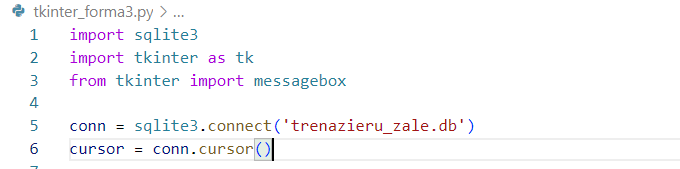 tkinter_forma3.py > ...
1 import sqlite3
2 import tkinter as tk
3 from tkinter import messagebox
4
5 conn = sqlite3.connect('trenazieru_zale.db')
6 cursor = conn.cursor()